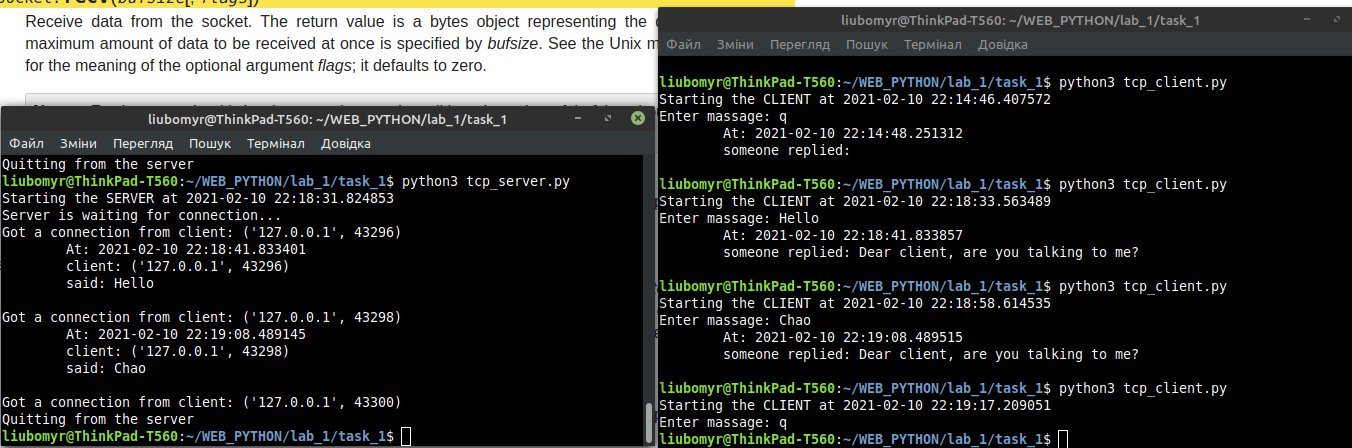 socket.recv(bufsize[, flags])
Receive data from the socket. The return value is a bytes object representing the
maximum amount of data to be received at once is specified by bufsize. See the Unix
for the meaning of the optional argument flags; it defaults to zero.
liubomyr@ThinkPad-T560: ~/WEB_PYTHON/lab_1/task_1
Файл Зміни Перегляд Пошук Термінал Довідка
Quitting from the server
liubomyr@ThinkPad-T560:~/WEB_PYTHON/lab_1/task_1$ python3 tcp_server.py
Starting the SERVER at 2021-02-10 22:18:31.824853
Server is waiting for connection...
Got a connection from client: ('127.0.0.1', 43296)
At: 2021-02-10 22:18:41.833401
client: ('127.0.0.1', 43296)
said: Hello
Got a connection from client: ('127.0.0.1', 43298)
At: 2021-02-10 22:19:08.489145
client: ('127.0.0.1', 43298)
said: Chao
Got a connection from client: ('127.0.0.1', 43300)
Quitting from the server
liubomyr@ThinkPad-T560:~/WEB_PYTHON/lab_1/task_1$
liubomyr@ThinkPad-T560: ~/WEB_PYTHON/lab_1/task_1
Файл Зміни Перегляд Пошук Термінал Довідка
liubomyr@ThinkPad-T560:~/WEB_PYTHON/lab_1/task_1$ python3 tcp_client.py
Starting the CLIENT at 2021-02-10 22:14:46.407572
Enter massage: q
At: 2021-02-10 22:14:48.251312
someone replied:
liubomyr@ThinkPad-T560:~/WEB_PYTHON/lab_1/task_1$ python3 tcp_client.py
Starting the CLIENT at 2021-02-10 22:18:33.563489
Enter massage: Hello
At: 2021-02-10 22:18:41.833857
someone replied: Dear client, are you talking to me?
liubomyr@ThinkPad-T560:~/WEB_PYTHON/lab_1/task_1$ python3 tcp_client.py
Starting the CLIENT at 2021-02-10 22:18:58.614535
Enter massage: Chao
At: 2021-02-10 22:19:08.489515
someone replied: Dear client, are you talking to me?
liubomyr@ThinkPad-T560:~/WEB_PYTHON/lab_1/task_1$ python3 tcp_client.py
Starting the CLIENT at 2021-02-10 22:19:17.209051
Enter massage: q
liubomyr@ThinkPad-T560:~/WEB_PYTHON/lab_1/task_1$